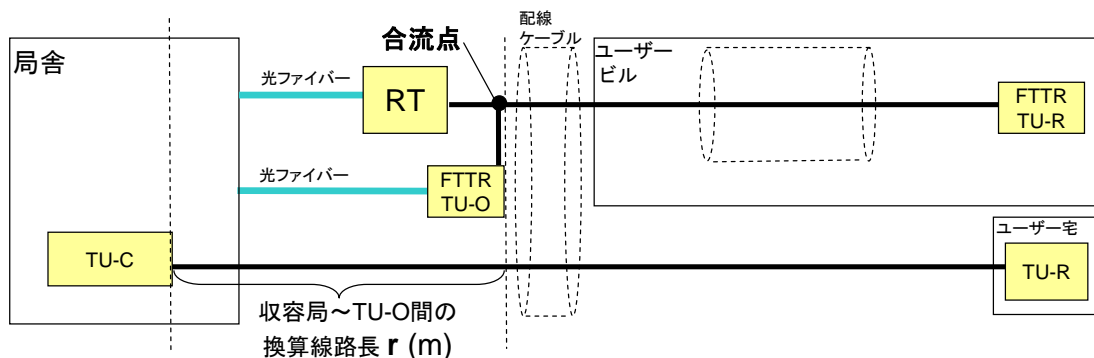 局舎
光ファイバー
RT
合流点
配線
ケーブル
ユーザー
ビル
FTTR
TU-R
光ファイバー
FTTR
TU-O
TU-C
ユーザー宅
TU-R
収容局～TU-O間の
換算線路長 r (m)